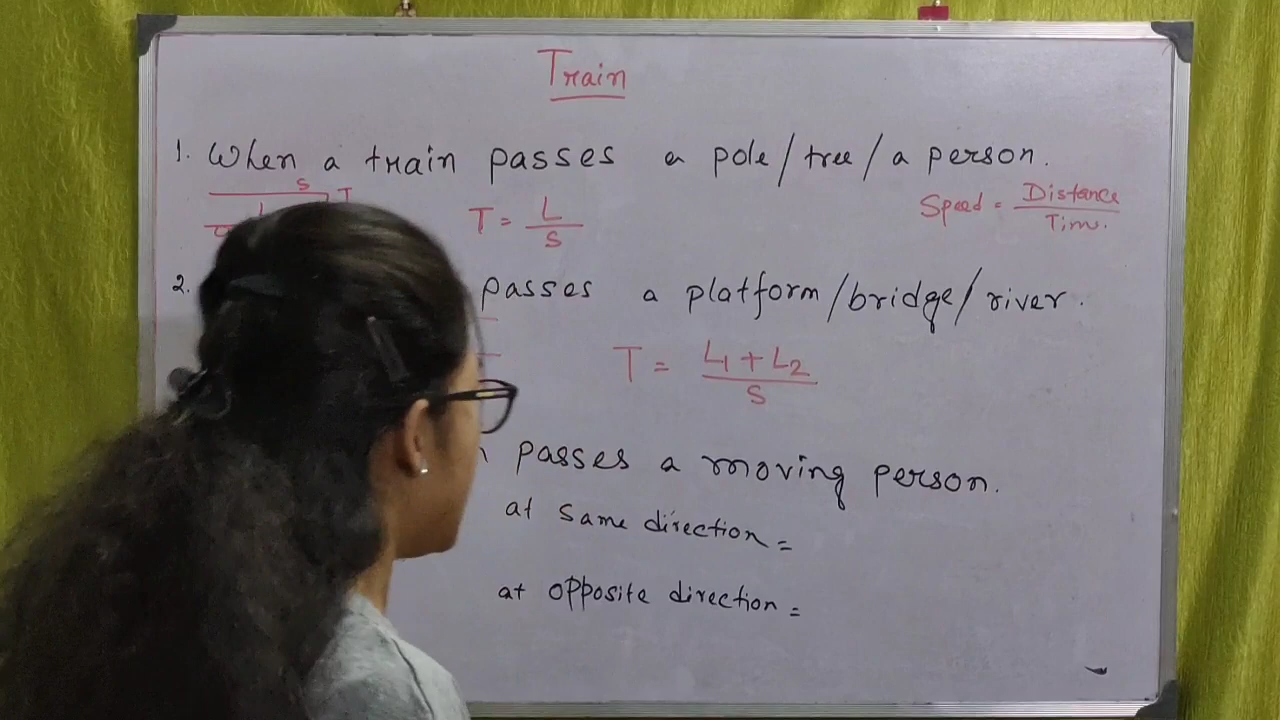 Train
1. When a train passes a pole/tree/a person.
S T
L
T = L/S
Speed = Distance/Time.
2. passes a platform/bridge/river.
T = L1 + L2/S
passes a moving person.
at same direction =
at opposite direction =